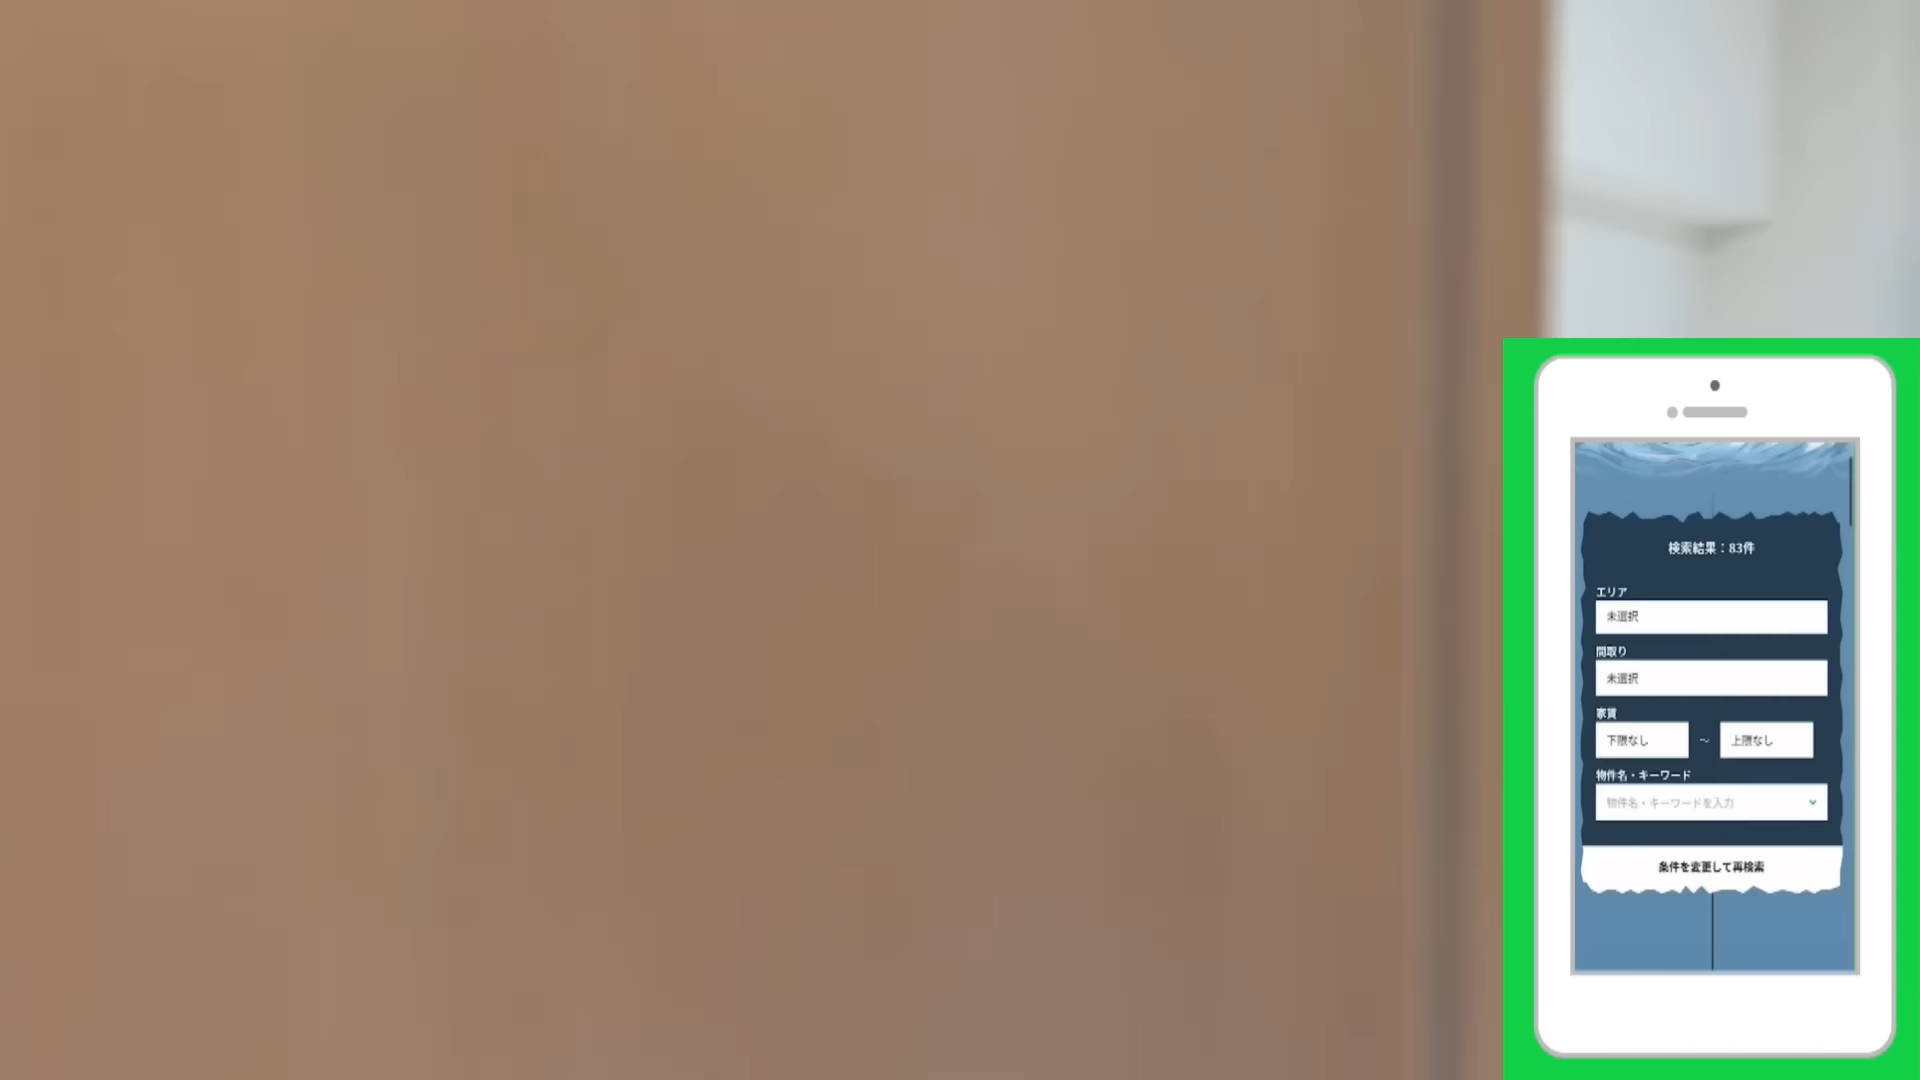 検索結果：83件
エリア
未選択
間取り
未選択
家賃
下限なし ～ 上限なし
物件名・キーワード
物件名・キーワードを入力
条件を変更して再検索